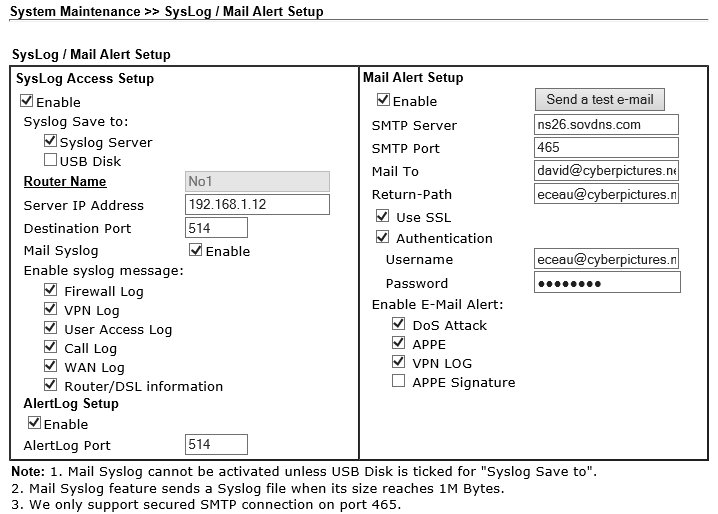 System Maintenance >> SysLog / Mail Alert Setup
SysLog / Mail Alert Setup
SysLog Access Setup
Enable
Syslog Save to:
Syslog Server
USB Disk
Router Name No1
Server IP Address 192.168.1.12
Destination Port 514
Mail Syslog Enable
Enable syslog message:
Firewall Log
VPN Log
User Access Log
Call Log
WAN Log
Router/DSL information
AlertLog Setup
Enable
AlertLog Port 514
Mail Alert Setup
Enable Send a test e-mail
SMTP Server ns26.sovdns.com
SMTP Port 465
Mail To david@cyberpictures.ne
Return-Path eceau@cyberpictures.n
Use SSL
Authentication
Username eceau@cyberpictures.n
Password ●●●●●●●●
Enable E-Mail Alert:
DoS Attack
APPE
VPN LOG
APPE Signature
Note: 1. Mail Syslog cannot be activated unless USB Disk is ticked for "Syslog Save to".
2. Mail Syslog feature sends a Syslog file when its size reaches 1M Bytes.
3. We only support secured SMTP connection on port 465.